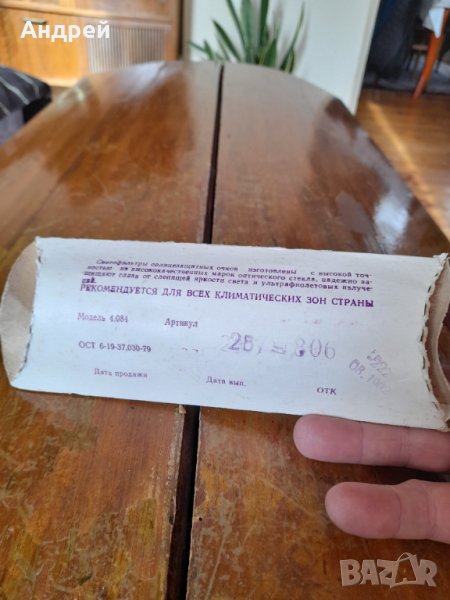 Андрей
Светофильтры солнцезащитных очков изготовлены с высокой точ-
ностью из высококачественных марок оптического стекла, надежно за-
щищают глаза от слепящей яркости света и ультрафиолетовых излуче-
ний.
РЕКОМЕНДУЕТСЯ ДЛЯ ВСЕХ КЛИМАТИЧЕСКИХ ЗОН СТРАНЫ
Модель 4.084 Артикул
ОСТ 6-19-37.030-79
806
Дата продажи Дата вып. ОТК
BAZAR